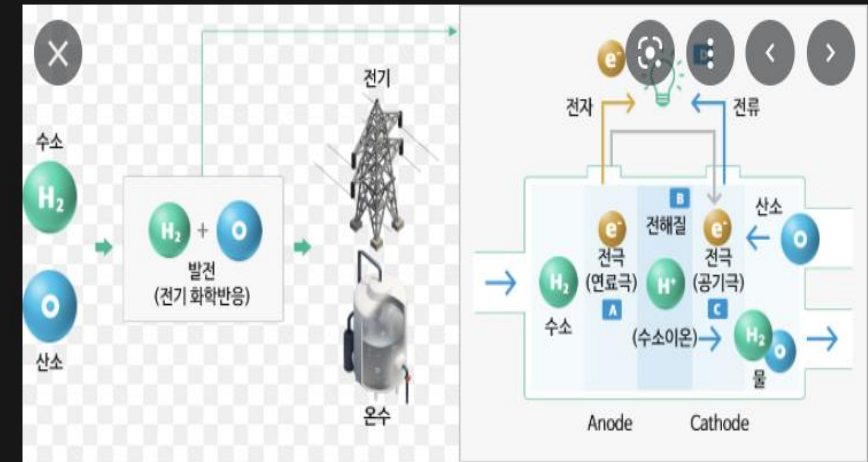 수소
H₂
O
산소
H₂ + O
발전
(전기 화학반응)
전기
온수
e⁻
D
전자
전류
B
전해질
e⁻
e⁻
산소
O
전극
(연료극)
A
전극
(공기극)
C
H₂
수소
H⁺
(수소이온)
H₂
O
물
Anode
Cathode